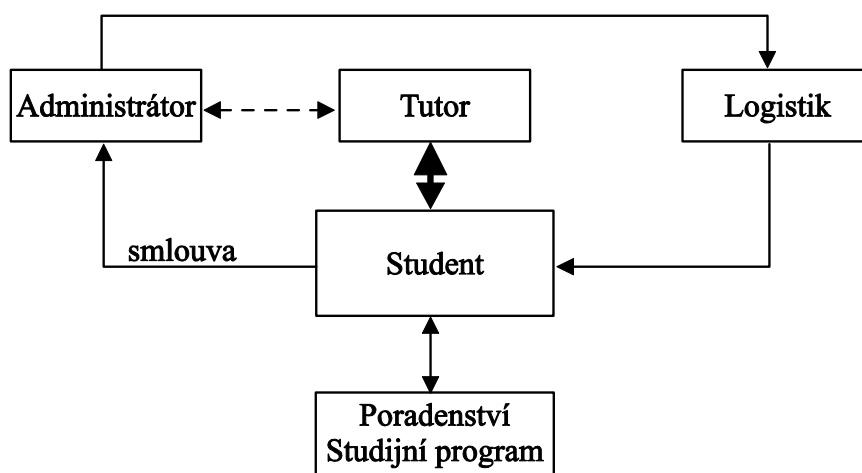 Administrátor
Tutor
Logistik
smlouva
Student
Poradenství
Studijní program